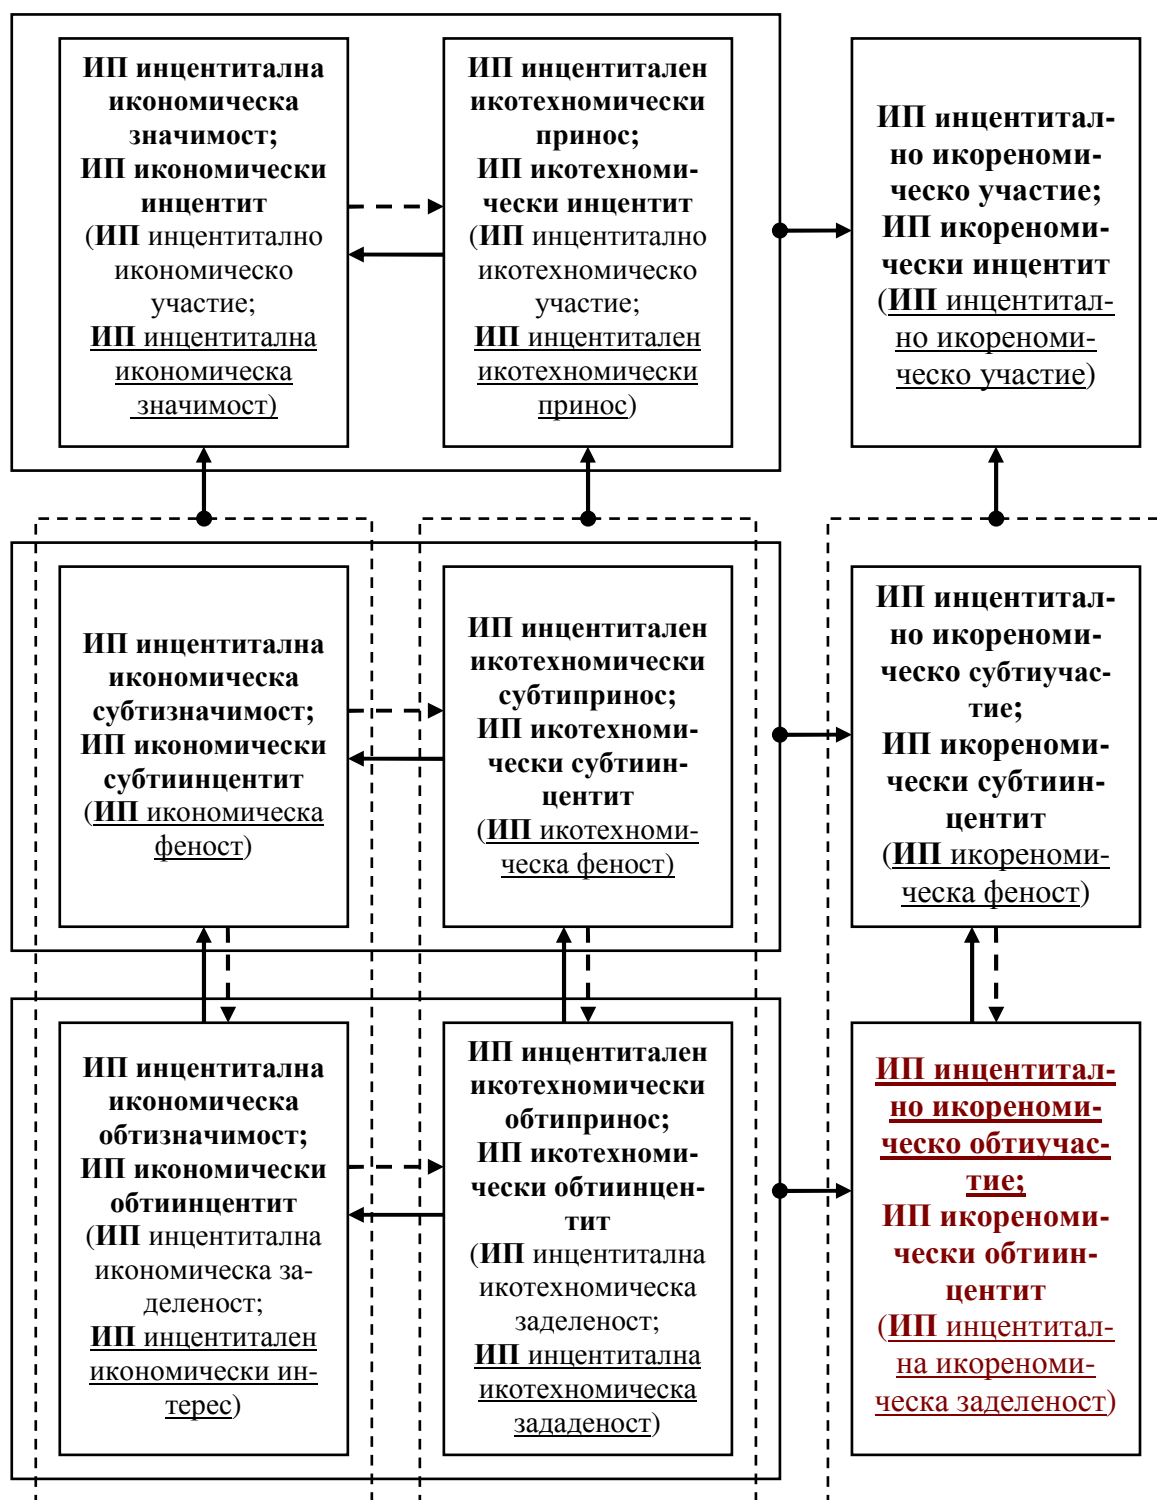 ИП инцентитална
икономическа
значимост;
ИП икономически
инцентит
(ИП инцентитално
икономическо
участие;
ИП инцентитална
икономическа
значимост)
ИП инцентитален
икотехномически
принос;
ИП икотехноми-
чески инцентит
(ИП инцентитално
икотехномическо
участие;
ИП инцентитален
икотехномически
принос)
ИП инцентитал-
но икореноми-
ческо участие;
ИП икореноми-
чески инцентит
(ИП инцентитал-
но икореноми-
ческо участие)
ИП инцентитална
икономическа
субтизначимост;
ИП икономически
субтиинцентит
(ИП икономическа
феност)
ИП инцентитален
икотехномически
субтипринос;
ИП икотехноми-
чески субтиин-
центит
(ИП икотехноми-
ческа феност)
ИП инцентитал-
но икореноми-
ческо субтиучас-
тие;
ИП икореноми-
чески субтиин-
центит
(ИП икореноми-
ческа феност)
ИП инцентитална
икономическа
обтизначимост;
ИП икономически
обтиинцентит
(ИП инцентитална
икономическа за-
деленост;
ИП инцентитален
икономически ин-
терес)
ИП инцентитален
икотехномически
обтипринос;
ИП икотехноми-
чески обтиинцен-
тит
(ИП инцентитална
икотехномическа
заделеност;
ИП инцентитална
икотехномическа
зададеност)
ИП инцентитал-
но икореноми-
ческо обтиучас-
тие;
ИП икореноми-
чески обтиин-
центит
(ИП инцентитал-
на икореноми-
ческа заделеност)